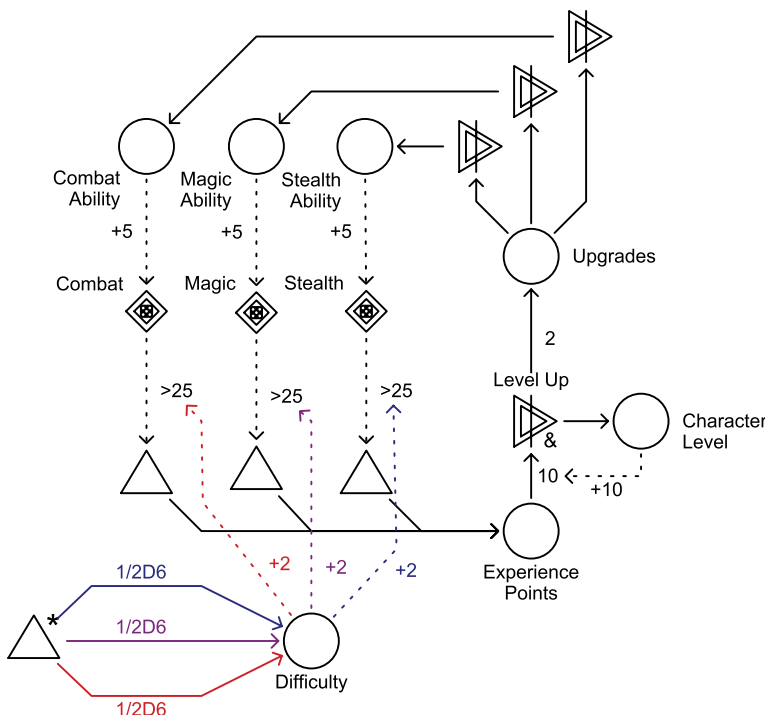 Combat
Ability
Magic
Ability
Stealth
Ability
+5
+5
+5
Upgrades
Combat
Magic
Stealth
2
Level Up
>25
>25
>25
&
Character
Level
10
+10
Experience
Points
+2
+2
+2
1/2D6
*
1/2D6
1/2D6
Difficulty